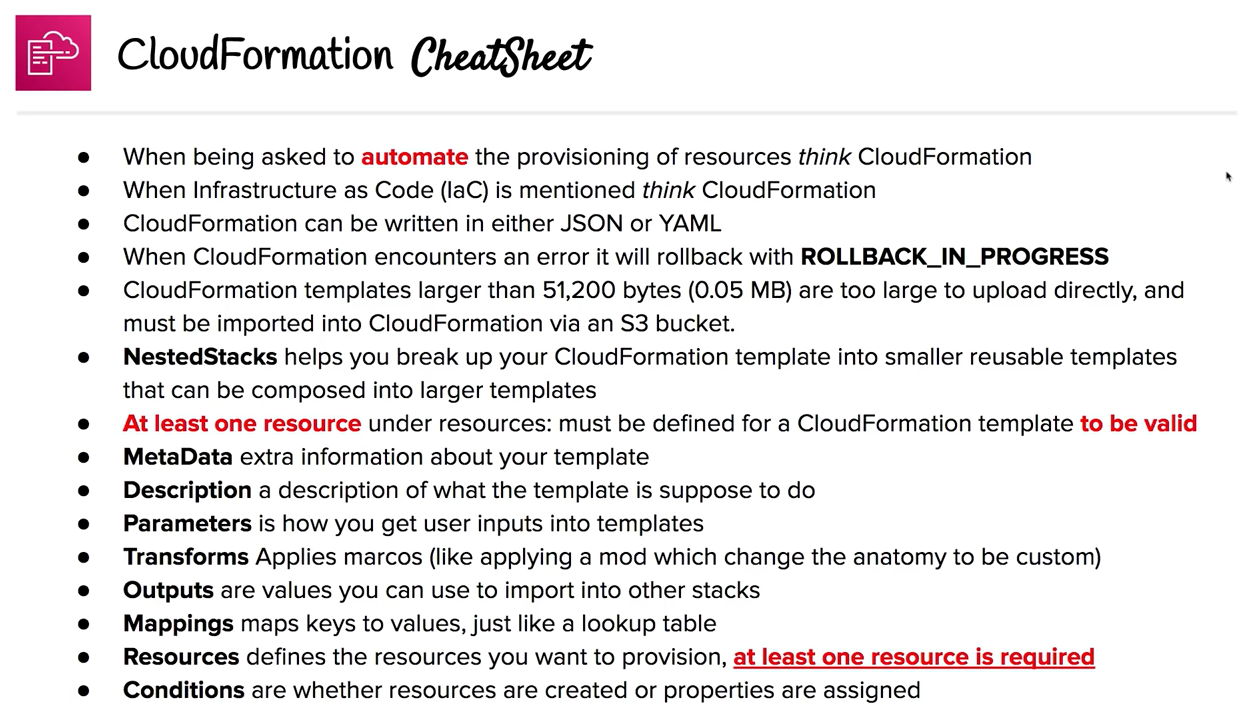 CloudFormation CheatSheet
● When being asked to automate the provisioning of resources think CloudFormation
● When Infrastructure as Code (IaC) is mentioned think CloudFormation
● CloudFormation can be written in either JSON or YAML
● When CloudFormation encounters an error it will rollback with ROLLBACK_IN_PROGRESS
● CloudFormation templates larger than 51,200 bytes (0.05 MB) are too large to upload directly, and
must be imported into CloudFormation via an S3 bucket.
● NestedStacks helps you break up your CloudFormation template into smaller reusable templates
that can be composed into larger templates
● At least one resource under resources: must be defined for a CloudFormation template to be valid
● MetaData extra information about your template
● Description a description of what the template is suppose to do
● Parameters is how you get user inputs into templates
● Transforms Applies marcos (like applying a mod which change the anatomy to be custom)
● Outputs are values you can use to import into other stacks
● Mappings maps keys to values, just like a lookup table
● Resources defines the resources you want to provision, at least one resource is required
● Conditions are whether resources are created or properties are assigned